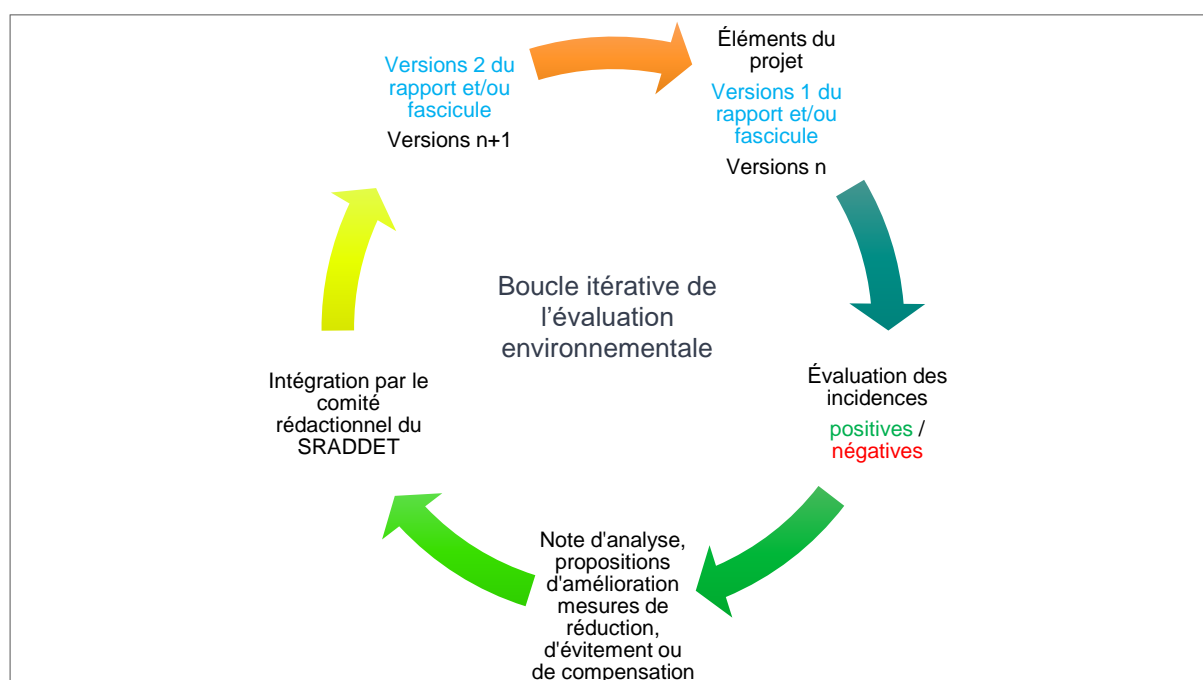 Éléments du
projet
Versions 1 du
rapport et/ou
fascicule
Versions n
Évaluation des
incidences
positives /
négatives
Note d'analyse,
propositions
d'amélioration
mesures de
réduction,
d'évitement ou
de compensation
Intégration par le
comité
rédactionnel du
SRADDET
Versions 2 du
rapport et/ou
fascicule
Versions n+1
Boucle itérative de
l’évaluation
environnementale